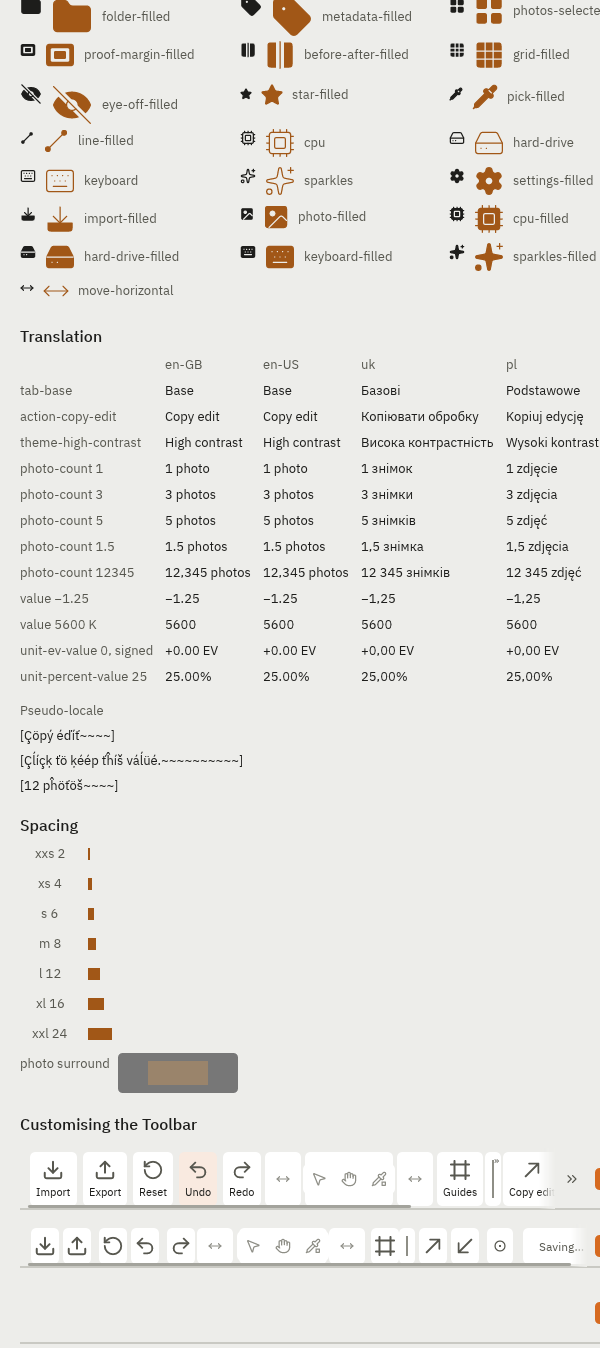 folder-filled metadata-filled photos-selecte
proof-margin-filled before-after-filled grid-filled
eye-off-filled star-filled pick-filled
line-filled cpu hard-drive
keyboard sparkles settings-filled
import-filled photo-filled cpu-filled
hard-drive-filled keyboard-filled sparkles-filled
move-horizontal
Translation
en-GB en-US uk pl
tab-base Base Base Базові Podstawowe
action-copy-edit Copy edit Copy edit Копіювати обробку Kopiuj edycję
theme-high-contrast High contrast High contrast Висока контрастність Wysoki kontrast
photo-count 1 1 photo 1 photo 1 знімок 1 zdjęcie
photo-count 3 3 photos 3 photos 3 знімки 3 zdjęcia
photo-count 5 5 photos 5 photos 5 знімків 5 zdjęć
photo-count 1.5 1.5 photos 1.5 photos 1,5 знімка 1,5 zdjęcia
photo-count 12345 12,345 photos 12,345 photos 12 345 знімків 12 345 zdjęć
value −1.25 −1.25 −1.25 −1,25 −1,25
value 5600 K 5600 5600 5600 5600
unit-ev-value 0, signed +0.00 EV +0.00 EV +0,00 EV +0,00 EV
unit-percent-value 25 25.00% 25.00% 25,00% 25,00%
Pseudo-locale
[Çöpý éďíť~~~~]
[Çĺíçķ ťö ķéép ťĥíš váĺüé.~~~~~~~~~~]
[12 pĥöťöš~~~~]
Spacing
xxs 2
xs 4
s 6
m 8
l 12
xl 16
xxl 24
photo surround
Customising the Toolbar
Import Export Reset Undo Redo Guides Copy edit
Saving…